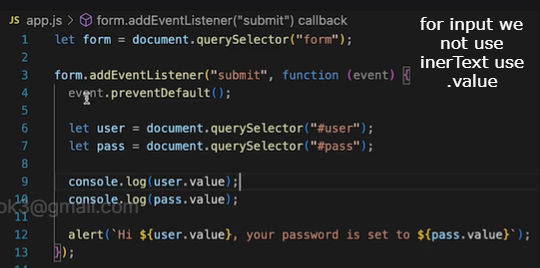 JS app.js > form.addEventListener("submit") callback
for input we
not use
inerText use
.value
1 let form = document.querySelector("form");
2
3 form.addEventListener("submit", function (event) {
4 event.preventDefault();
5
6 let user = document.querySelector("#user");
7 let pass = document.querySelector("#pass");
8
9 console.log(user.value);
10 console.log(pass.value);
ok3@gmail.com
11
12 alert(`Hi ${user.value}, your password is set to ${pass.value}`);
13 });